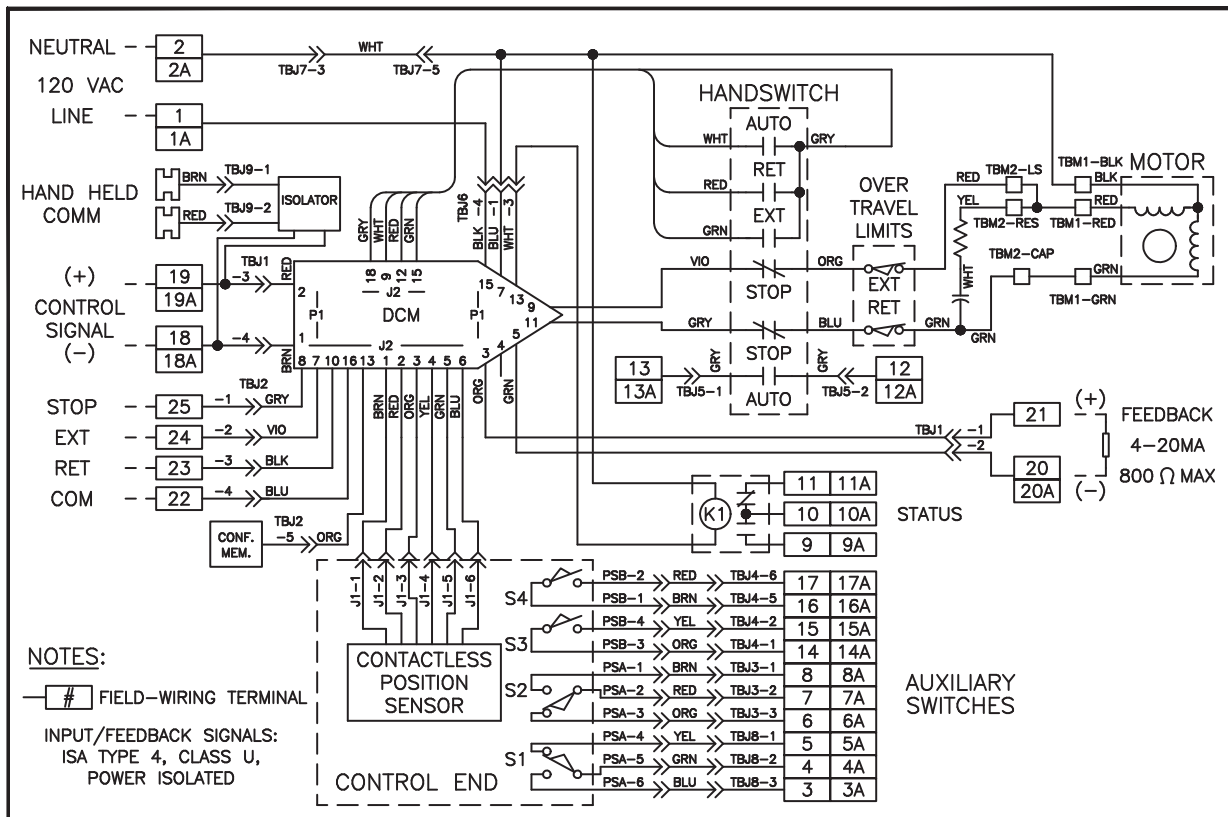 NEUTRAL
2
2A
TBJ7-3
WHT
TBJ7-5
120 VAC
LINE
1
1A
HANDSWITCH
AUTO
WHT
GRY
RET
RED
EXT
GRN
HAND HELD
COMM
BRN
TBJ9-1
RED
TBJ9-2
ISOLATOR
GRY
WHT
RED
GRN
TBJ6
BLK -4
BLU -1
WHT -3
OVER
TRAVEL
LIMITS
TBM2-LS
TBM1-BLK
MOTOR
RED
BLK
YEL
RED
TBM2-RES
TBM1-RED
TBM2-CAP
GRN
TBM1-GRN
WHT
GRN
GRN
(+)
19
19A
CONTROL
SIGNAL
18
18A
(-)
TBJ1
-3
RED
-4
BRN
2
P1
1
18
9
12
15
J2
DCM
J2
P1
15
7
13
9
11
5
4
3
8
7
10
16
13
1
2
3
4
5
6
VIO
ORG
STOP
EXT
RET
GRY
BLU
STOP
13
13A
TBJ5-1
GRY
GRY
TBJ5-2
12
12A
AUTO
STOP
25
-1
TBJ2
GRY
EXT
24
-2
VIO
RET
23
-3
BLK
COM
22
-4
BLU
CONF.
MEM.
TBJ2
-5
ORG
BRN
RED
ORG
YEL
GRN
BLU
ORG
GRN
TBJ1
-1
-2
21
20
20A
(+)
FEEDBACK
4-20MA
800 Ω MAX
(-)
K1
11
11A
10
10A
STATUS
9
9A
J1-1
J1-2
J1-3
J1-4
J1-5
J1-6
CONTACTLESS
POSITION
SENSOR
CONTROL END
S4
PSB-2
RED
TBJ4-6
17
17A
PSB-1
BRN
TBJ4-5
16
16A
S3
PSB-4
YEL
TBJ4-2
15
15A
PSB-3
ORG
TBJ4-1
14
14A
S2
PSA-1
BRN
TBJ3-1
8
8A
PSA-2
RED
TBJ3-2
7
7A
PSA-3
ORG
TBJ3-3
6
6A
S1
PSA-4
YEL
TBJ8-1
5
5A
PSA-5
GRN
TBJ8-2
4
4A
PSA-6
BLU
TBJ8-3
3
3A
AUXILIARY
SWITCHES
NOTES:
# FIELD-WIRING TERMINAL
INPUT/FEEDBACK SIGNALS:
ISA TYPE 4, CLASS U,
POWER ISOLATED